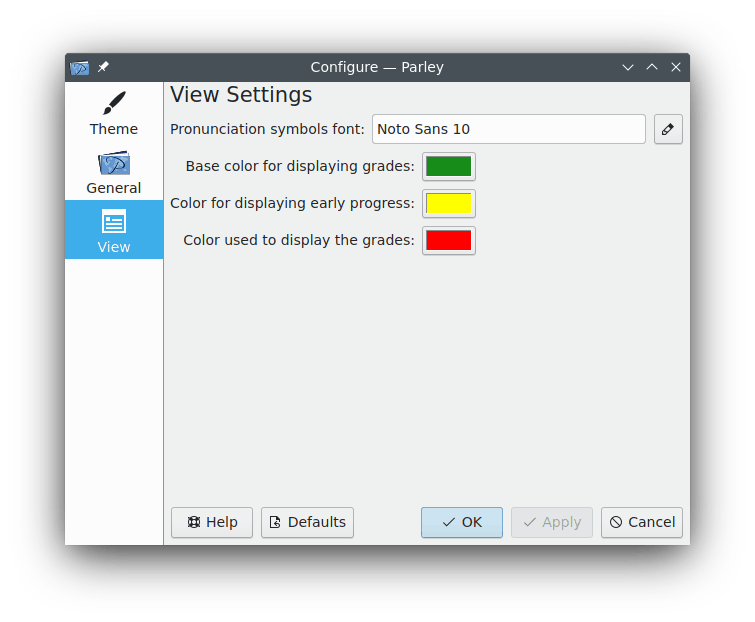 Configure — Parley
Theme
General
View
View Settings
Pronunciation symbols font: Noto Sans 10
Base color for displaying grades:
Color for displaying early progress:
Color used to display the grades:
Help Defaults OK Apply Cancel